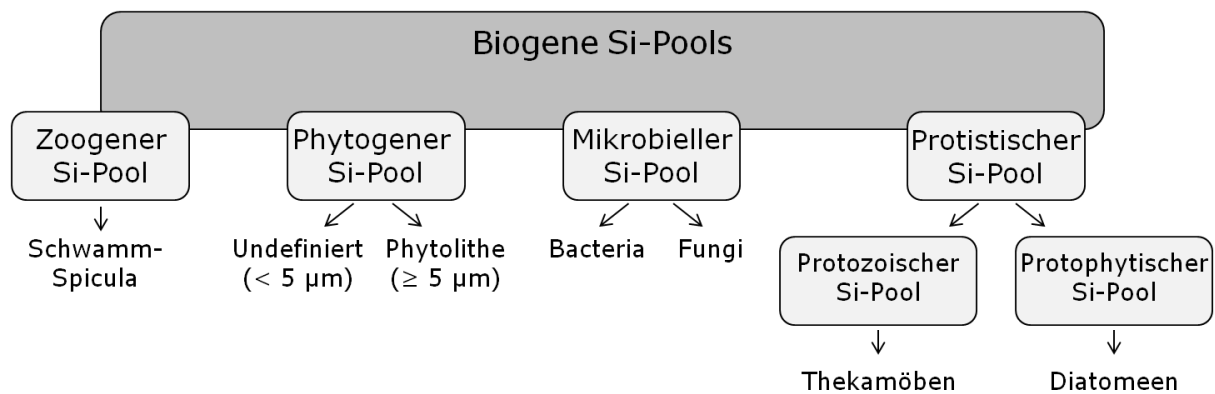 Biogene Si-Pools
Zoogener
Si-Pool
Phytogener
Si-Pool
Mikrobieller
Si-Pool
Protistischer
Si-Pool
Schwamm-
Spicula
Undefiniert
(< 5 µm)
Phytolithe
(≥ 5 µm)
Bacteria
Fungi
Protozoischer
Si-Pool
Protophytischer
Si-Pool
Thekamöben
Diatomeen